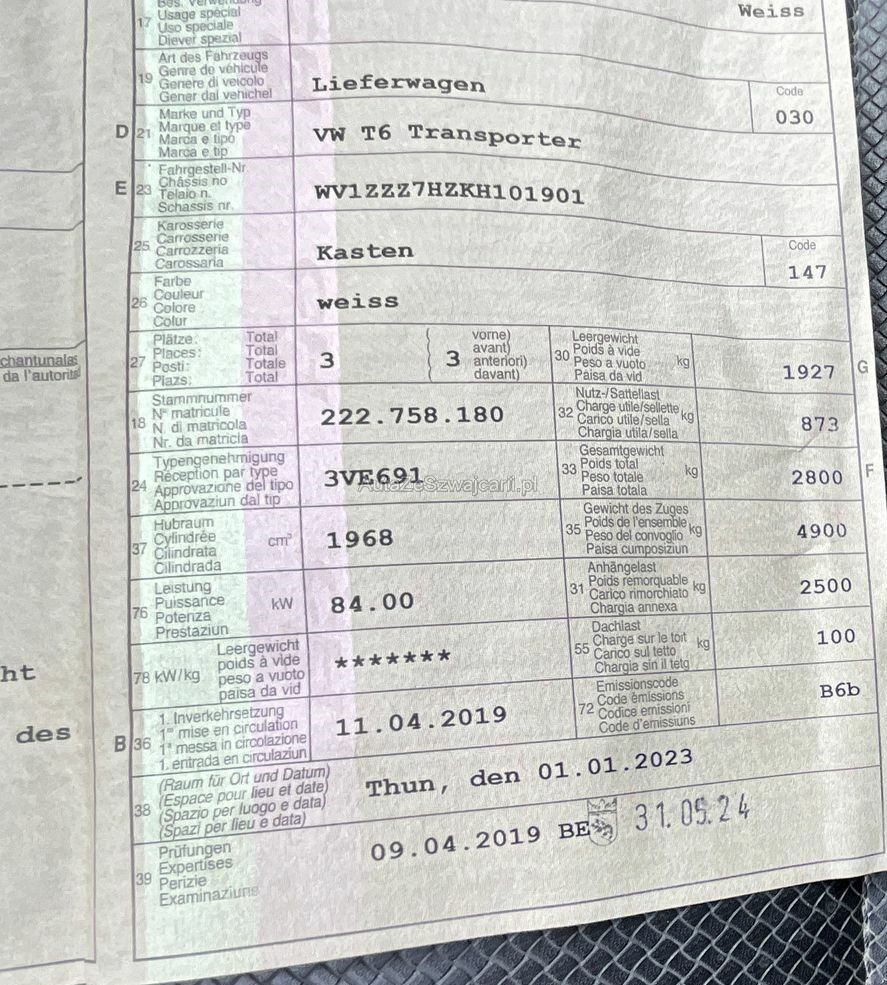 Bes. Verwendung
17 Usage spécial
Uso speciale
Diever spezial
Weiss
Art des Fahrzeugs
19 Genre de véhicule
Genere di veicolo
Gener dal vehichel
Lieferwagen
Code
030
D 21 Marke und Typ
Marque et type
Marca e tipo
Marca e tip
VW T6 Transporter
E 23 Fahrgestell-Nr.
Châssis no
Telaio n.
Schassis nr.
WV1ZZZ7HZKH101901
25 Karosserie
Carrosserie
Carrozzeria
Carossaria
Kasten
Code
147
26 Farbe
Couleur
Colore
Colur
weiss
27 Plätze: Total
Places: Total
Posti: Totale
Plazs: Total
3
( 3 vorne)
( avant)
( anteriori)
( davant)
30 Leergewicht
Poids à vide
Peso a vuoto kg
Paisa da vid
1927 G
18 Stammnummer
N° matricule
N. di matricola
Nr. da matricla
222.758.180
32 Nutz-/Sattellast
Charge utile/sellette kg
Carico utile/sella
Chargia utila/sella
873
24 Typengenehmigung
Réception par type
Approvazione del tipo
Approvaziun dal tip
3VE691
33 Gesamtgewicht
Poids total kg
Peso totale
Paisa totala
2800 F
37 Hubraum
Cylindrée cm³
Cilindrata
Cilindrada
1968
35 Gewicht des Zuges
Poids de l'ensemble kg
Peso del convoglio
Paisa cumposiziun
4900
76 Leistung
Puissance kW
Potenza
Prestaziun
84.00
31 Anhängelast
Poids remorquable kg
Carico rimorchiato
Chargia annexa
2500
78 kW/kg Leergewicht
poids à vide
peso a vuoto
paisa da vid
*******
55 Dachlast
Charge sur le toit kg
Carico sul tetto
Chargia sin il tetg
100
B 36 1. Inverkehrsetzung
1re mise en circulation
1a messa in circolazione
1. entrada en circulaziun
11.04.2019
72 Emissionscode
Code émissions
Codice emissioni
Code d'emissiuns
B6b
38 (Raum für Ort und Datum)
(Espace pour lieu et date)
(Spazio per luogo e data)
(Spazi per lieu e data)
Thun, den 01.01.2023
39 Prüfungen
Expertises
Perizie
Examinaziuns
09.04.2019 BE 31.05.24
chantunalas
da l'autorità
ht
des
AutazeSzwajcarii.pl